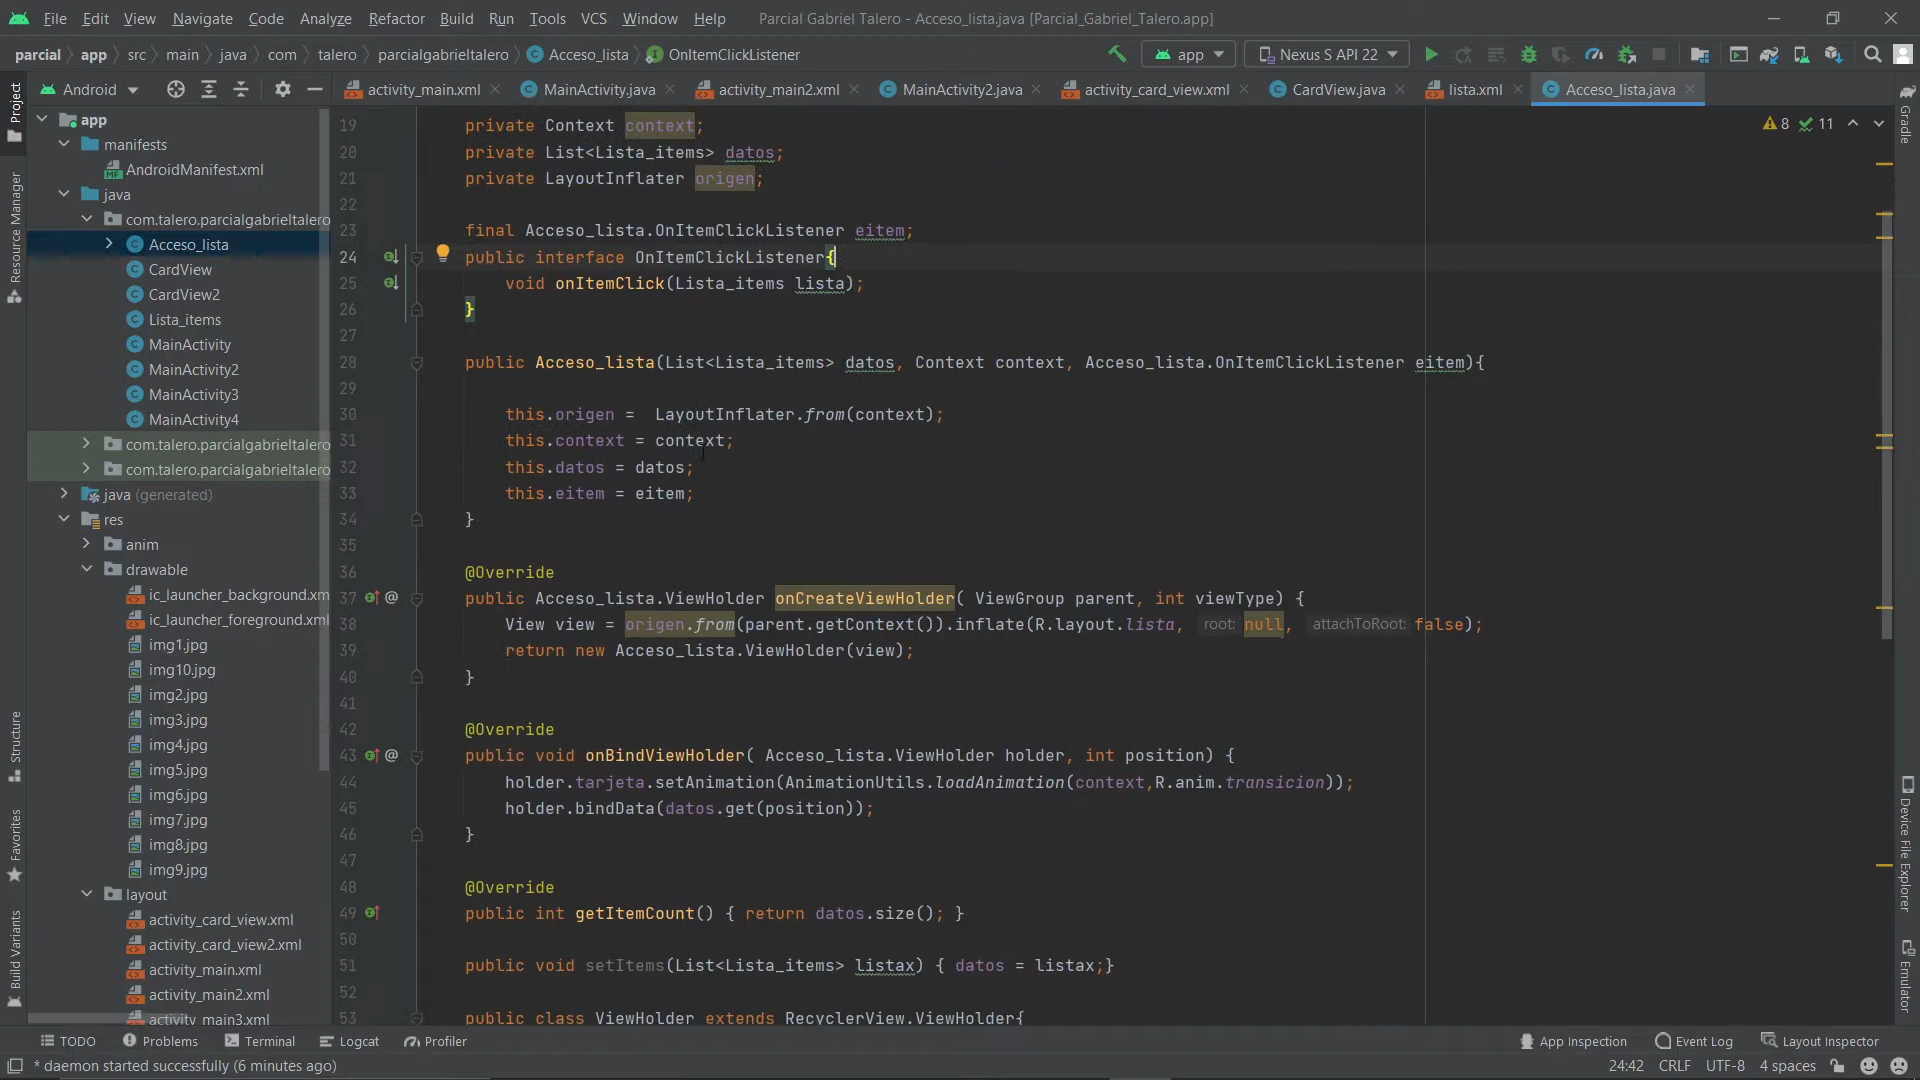 File Edit View Navigate Code Analyze Refactor Build Run Tools VCS Window Help Parcial Gabriel Talero - Acceso_lista.java [Parcial_Gabriel_Talero.app]
parcial app src main java com talero parcialgabrieltalero Acceso_lista OnItemClickListener app Nexus S API 22
Android activity_main.xml MainActivity.java activity_main2.xml MainActivity2.java activity_card_view.xml CardView.java lista.xml Acceso_lista.java
Project
Resource Manager
Structure
Favorites
Build Variants
app
manifests
AndroidManifest.xml
java
com.talero.parcialgabrieltalero
Acceso_lista
CardView
CardView2
Lista_items
MainActivity
MainActivity2
MainActivity3
MainActivity4
com.talero.parcialgabrieltalero
com.talero.parcialgabrieltalero
java (generated)
res
anim
drawable
ic_launcher_background.xm
ic_launcher_foreground.xml
img1.jpg
img10.jpg
img2.jpg
img3.jpg
img4.jpg
img5.jpg
img6.jpg
img7.jpg
img8.jpg
img9.jpg
layout
activity_card_view.xml
activity_card_view2.xml
activity_main.xml
activity_main2.xml
activity_main3.xml
8 11
19 private Context context;
20 private List<Lista_items> datos;
21 private LayoutInflater origen;
22
23 final Acceso_lista.OnItemClickListener eitem;
24 public interface OnItemClickListener{
25 void onItemClick(Lista_items lista);
26 }
27
28 public Acceso_lista(List<Lista_items> datos, Context context, Acceso_lista.OnItemClickListener eitem){
29
30 this.origen = LayoutInflater.from(context);
31 this.context = context;
32 this.datos = datos;
33 this.eitem = eitem;
34 }
35
36 @Override
37 @ public Acceso_lista.ViewHolder onCreateViewHolder( ViewGroup parent, int viewType) {
38 View view = origen.from(parent.getContext()).inflate(R.layout.lista, root: null, attachToRoot: false);
39 return new Acceso_lista.ViewHolder(view);
40 }
41
42 @Override
43 @ public void onBindViewHolder( Acceso_lista.ViewHolder holder, int position) {
44 holder.tarjeta.setAnimation(AnimationUtils.loadAnimation(context,R.anim.transicion));
45 holder.bindData(datos.get(position));
46 }
47
48 @Override
49 public int getItemCount() { return datos.size(); }
50
51 public void setItems(List<Lista_items> listax) { datos = listax;}
52
53 public class ViewHolder extends RecyclerView.ViewHolder{
Gradle
Device File Explorer
Emulator
TODO Problems Terminal Logcat Profiler App Inspection Event Log Layout Inspector
* daemon started successfully (6 minutes ago) 24:42 CRLF UTF-8 4 spaces